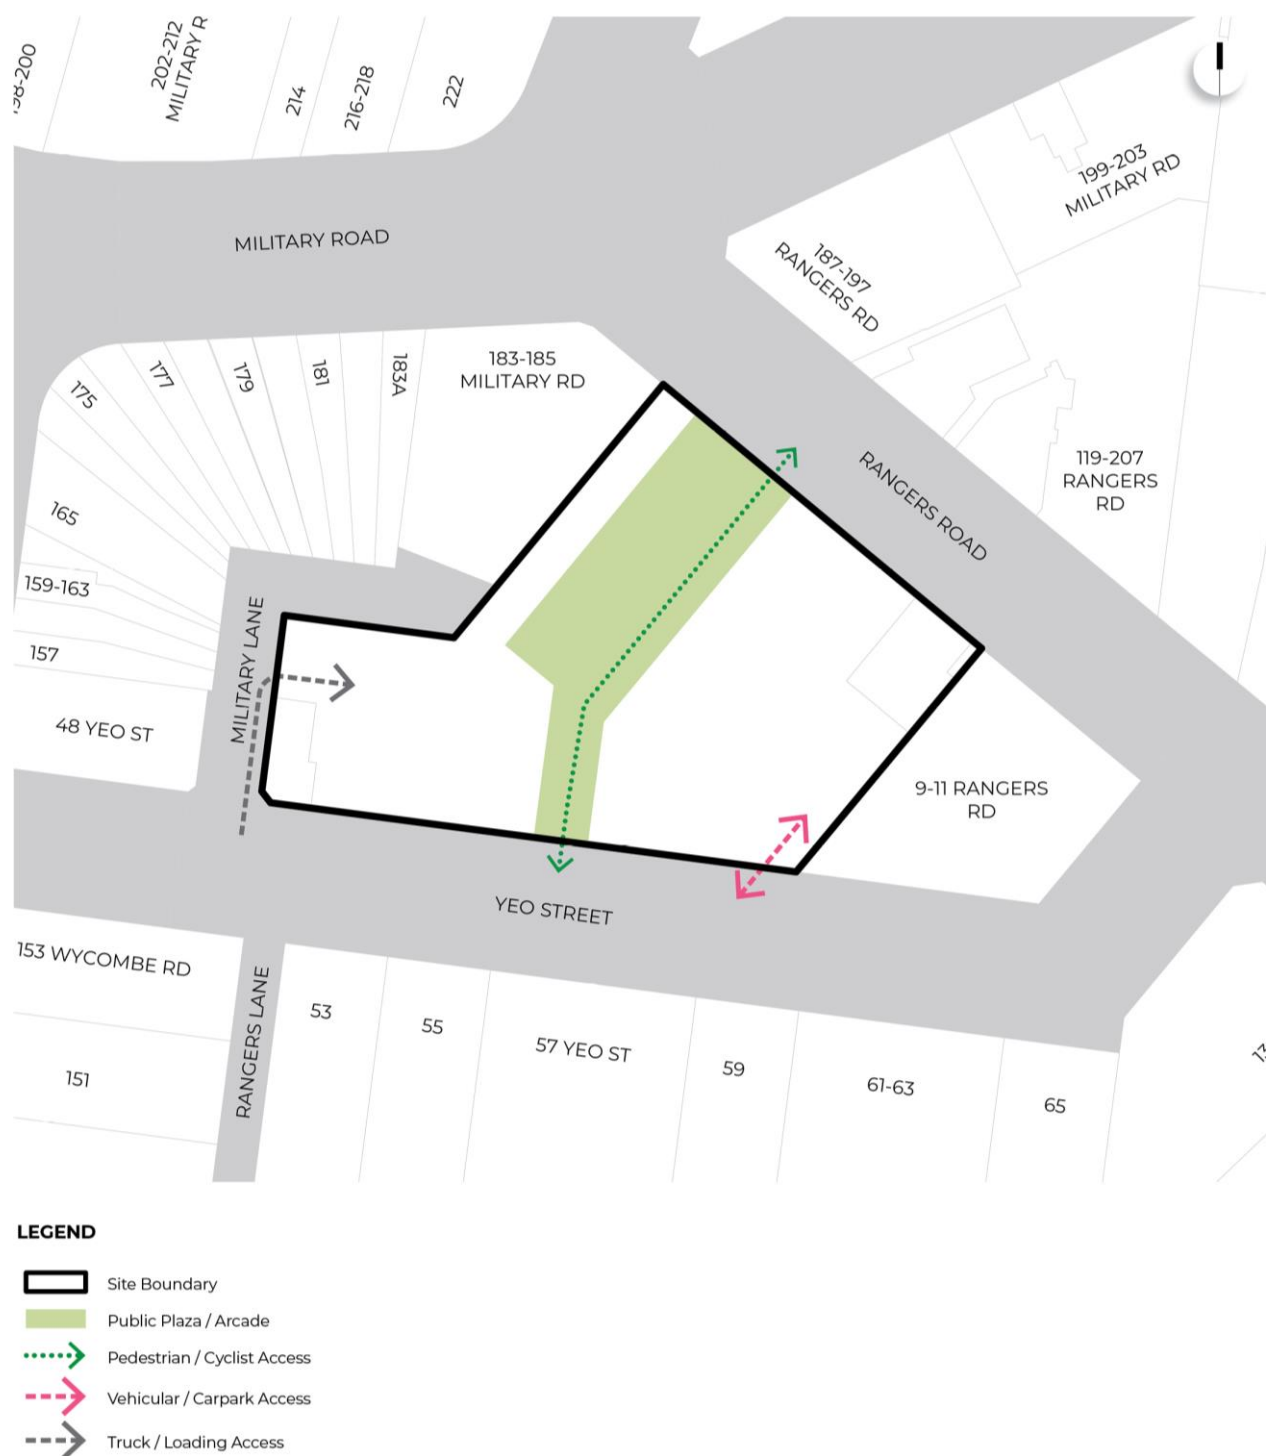 198-200
202-212
MILITARY R
214
216-218
222
199-203
MILITARY RD
MILITARY ROAD
187-197
RANGERS RD
175
177
179
181
183A
183-185
MILITARY RD
RANGERS ROAD
119-207
RANGERS
RD
165
159-163
157
MILITARY LANE
48 YEO ST
9-11 RANGERS
RD
YEO STREET
153 WYCOMBE RD
RANGERS LANE
53
55
57 YEO ST
59
61-63
65
151
LEGEND
Site Boundary
Public Plaza / Arcade
Pedestrian / Cyclist Access
Vehicular / Carpark Access
Truck / Loading Access